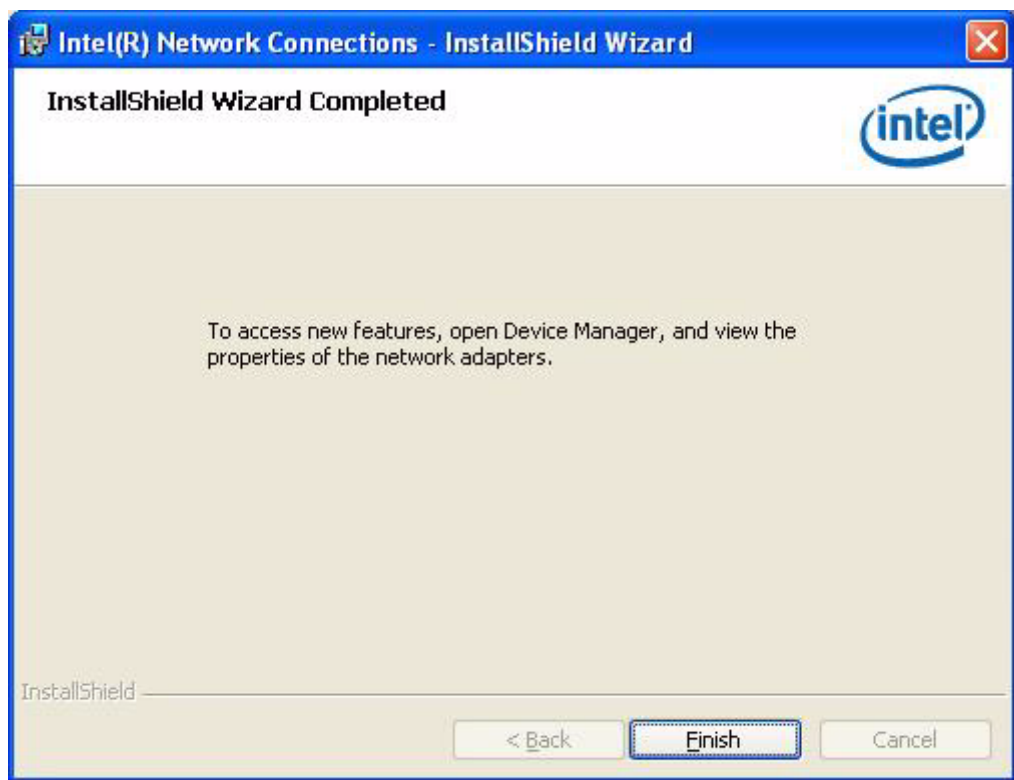 Intel(R) Network Connections - InstallShield Wizard
InstallShield Wizard Completed
intel
To access new features, open Device Manager, and view the
properties of the network adapters.
InstallShield
< Back
Finish
Cancel